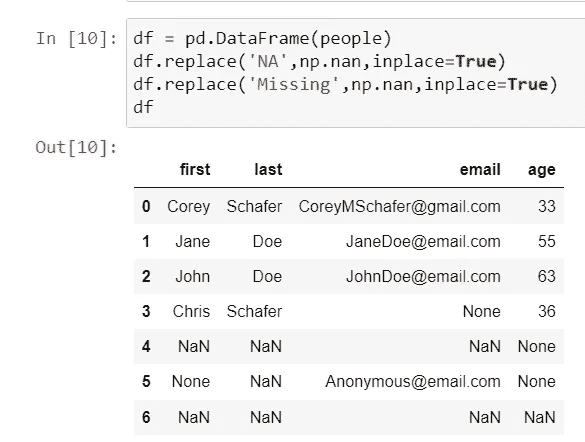 In [10]: df = pd.DataFrame(people)
df.replace('NA',np.nan,inplace=True)
df.replace('Missing',np.nan,inplace=True)
df
Out[10]:
first last email age
0 Corey Schafer CoreyMSchafer@gmail.com 33
1 Jane Doe JaneDoe@email.com 55
2 John Doe JohnDoe@email.com 63
3 Chris Schafer None 36
4 NaN NaN NaN None
5 None NaN Anonymous@email.com None
6 NaN NaN NaN NaN